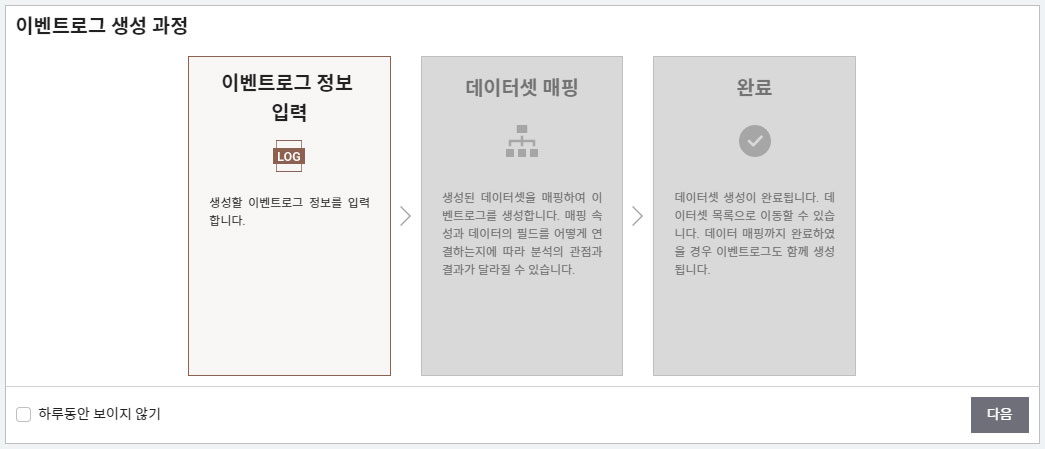 이벤트로그 생성 과정
이벤트로그 정보
입력
LOG
생성할 이벤트로그 정보를 입력
합니다.
데이터셋 매핑
생성된 데이터셋을 매핑하여 이
벤트로그를 생성합니다. 매핑 속
성과 데이터의 필드를 어떻게 연
결하는지에 따라 분석의 관점과
결과가 달라질 수 있습니다.
완료
데이터셋 생성이 완료됩니다. 데
이터셋 목록으로 이동할 수 있습
니다. 데이터 매핑까지 완료하였
을 경우 이벤트로그도 함께 생성
됩니다.
하루동안 보이지 않기
다음